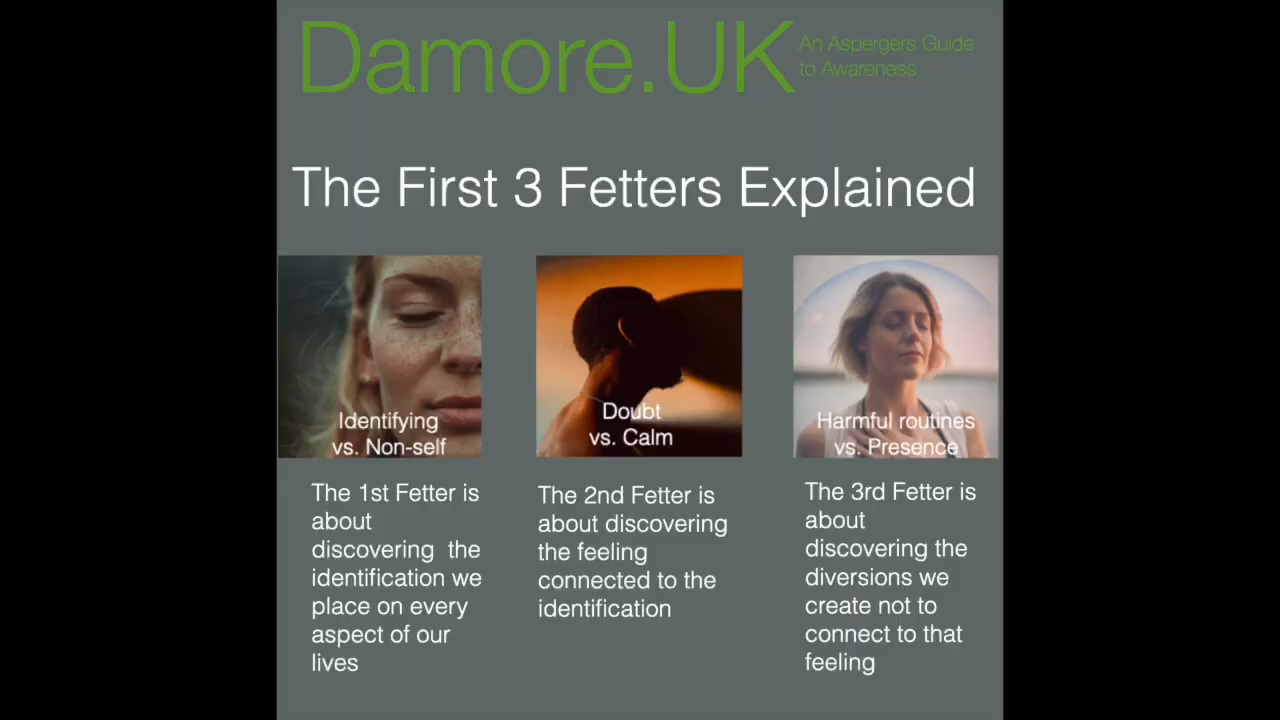 Damore.UK
An Aspergers Guide
to Awareness
The First 3 Fetters Explained
Identifying
vs. Non-self
The 1st Fetter is
about
discovering the
identification we
place on every
aspect of our
lives
Doubt
vs. Calm
The 2nd Fetter is
about discovering
the feeling
connected to the
identification
Harmful routines
vs. Presence
The 3rd Fetter is
about
discovering the
diversions we
create not to
connect to that
feeling